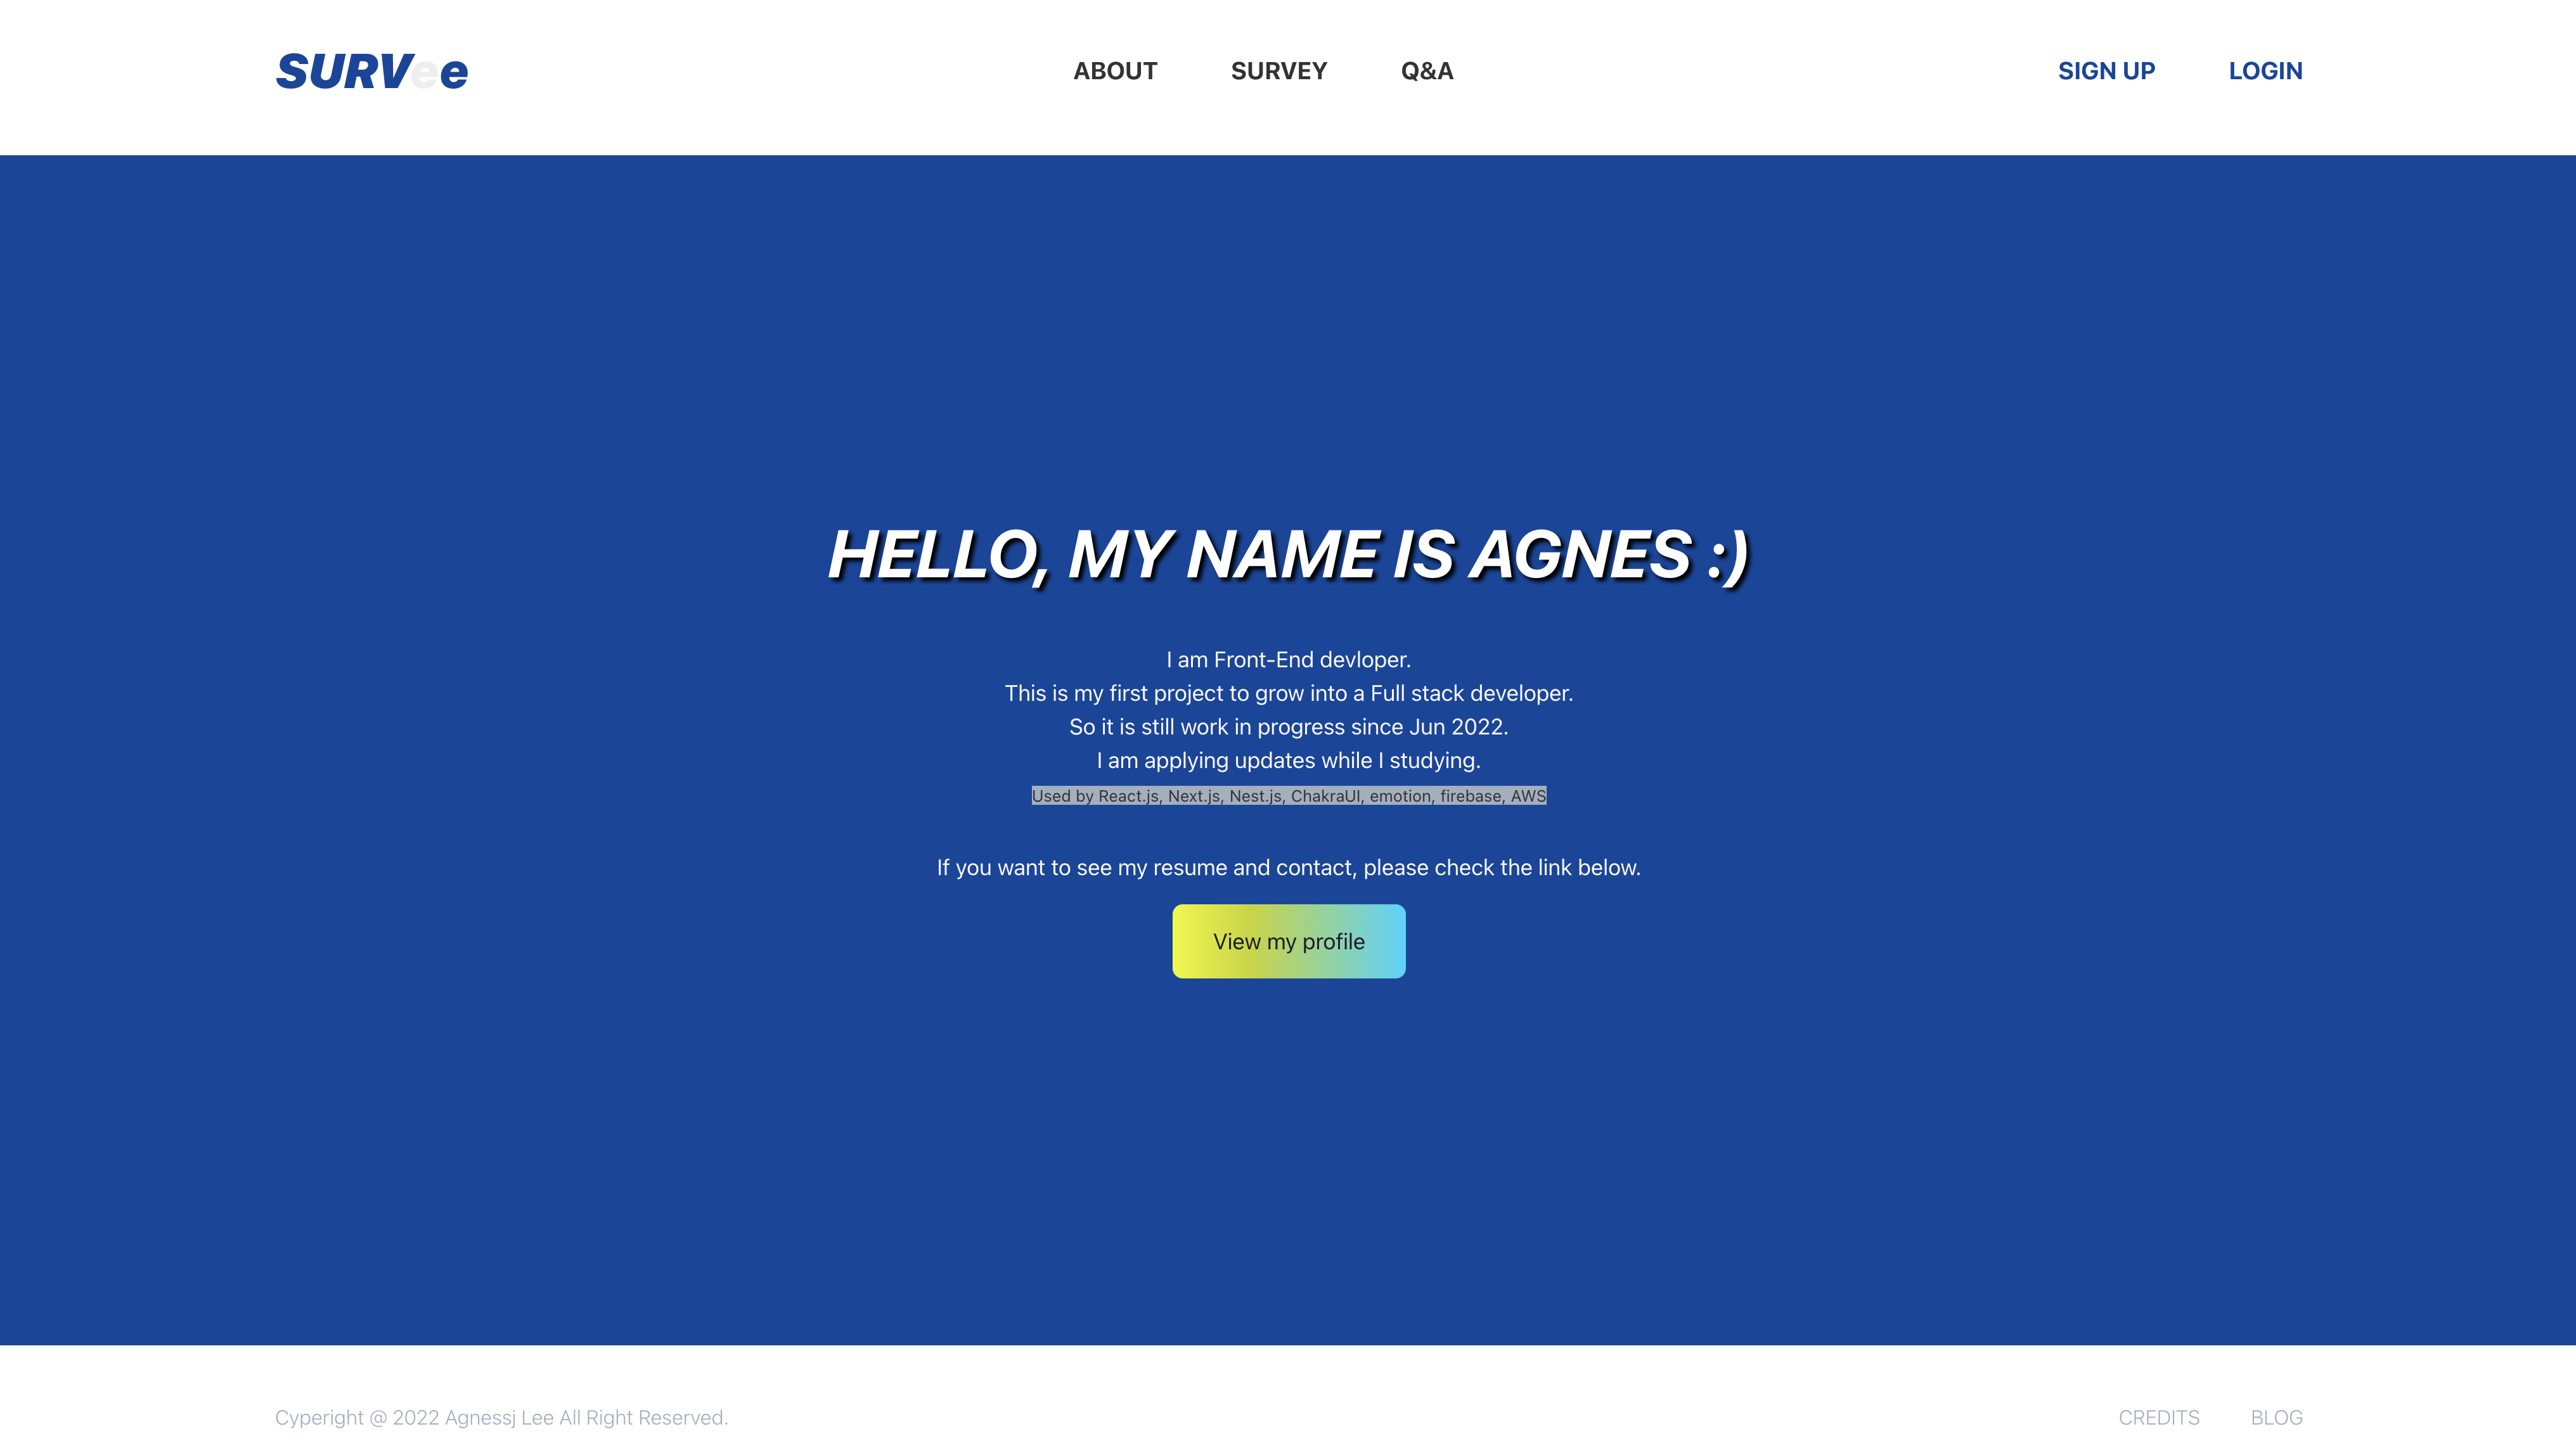 SURVee
ABOUT SURVEY Q&A
SIGN UP LOGIN
HELLO, MY NAME IS AGNES :)
I am Front-End devloper.
This is my first project to grow into a Full stack developer.
So it is still work in progress since Jun 2022.
I am applying updates while I studying.
Used by React.js, Next.js, Nest.js, ChakraUI, emotion, firebase, AWS
If you want to see my resume and contact, please check the link below.
View my profile
Cyperight @ 2022 Agnessj Lee All Right Reserved.
CREDITS BLOG